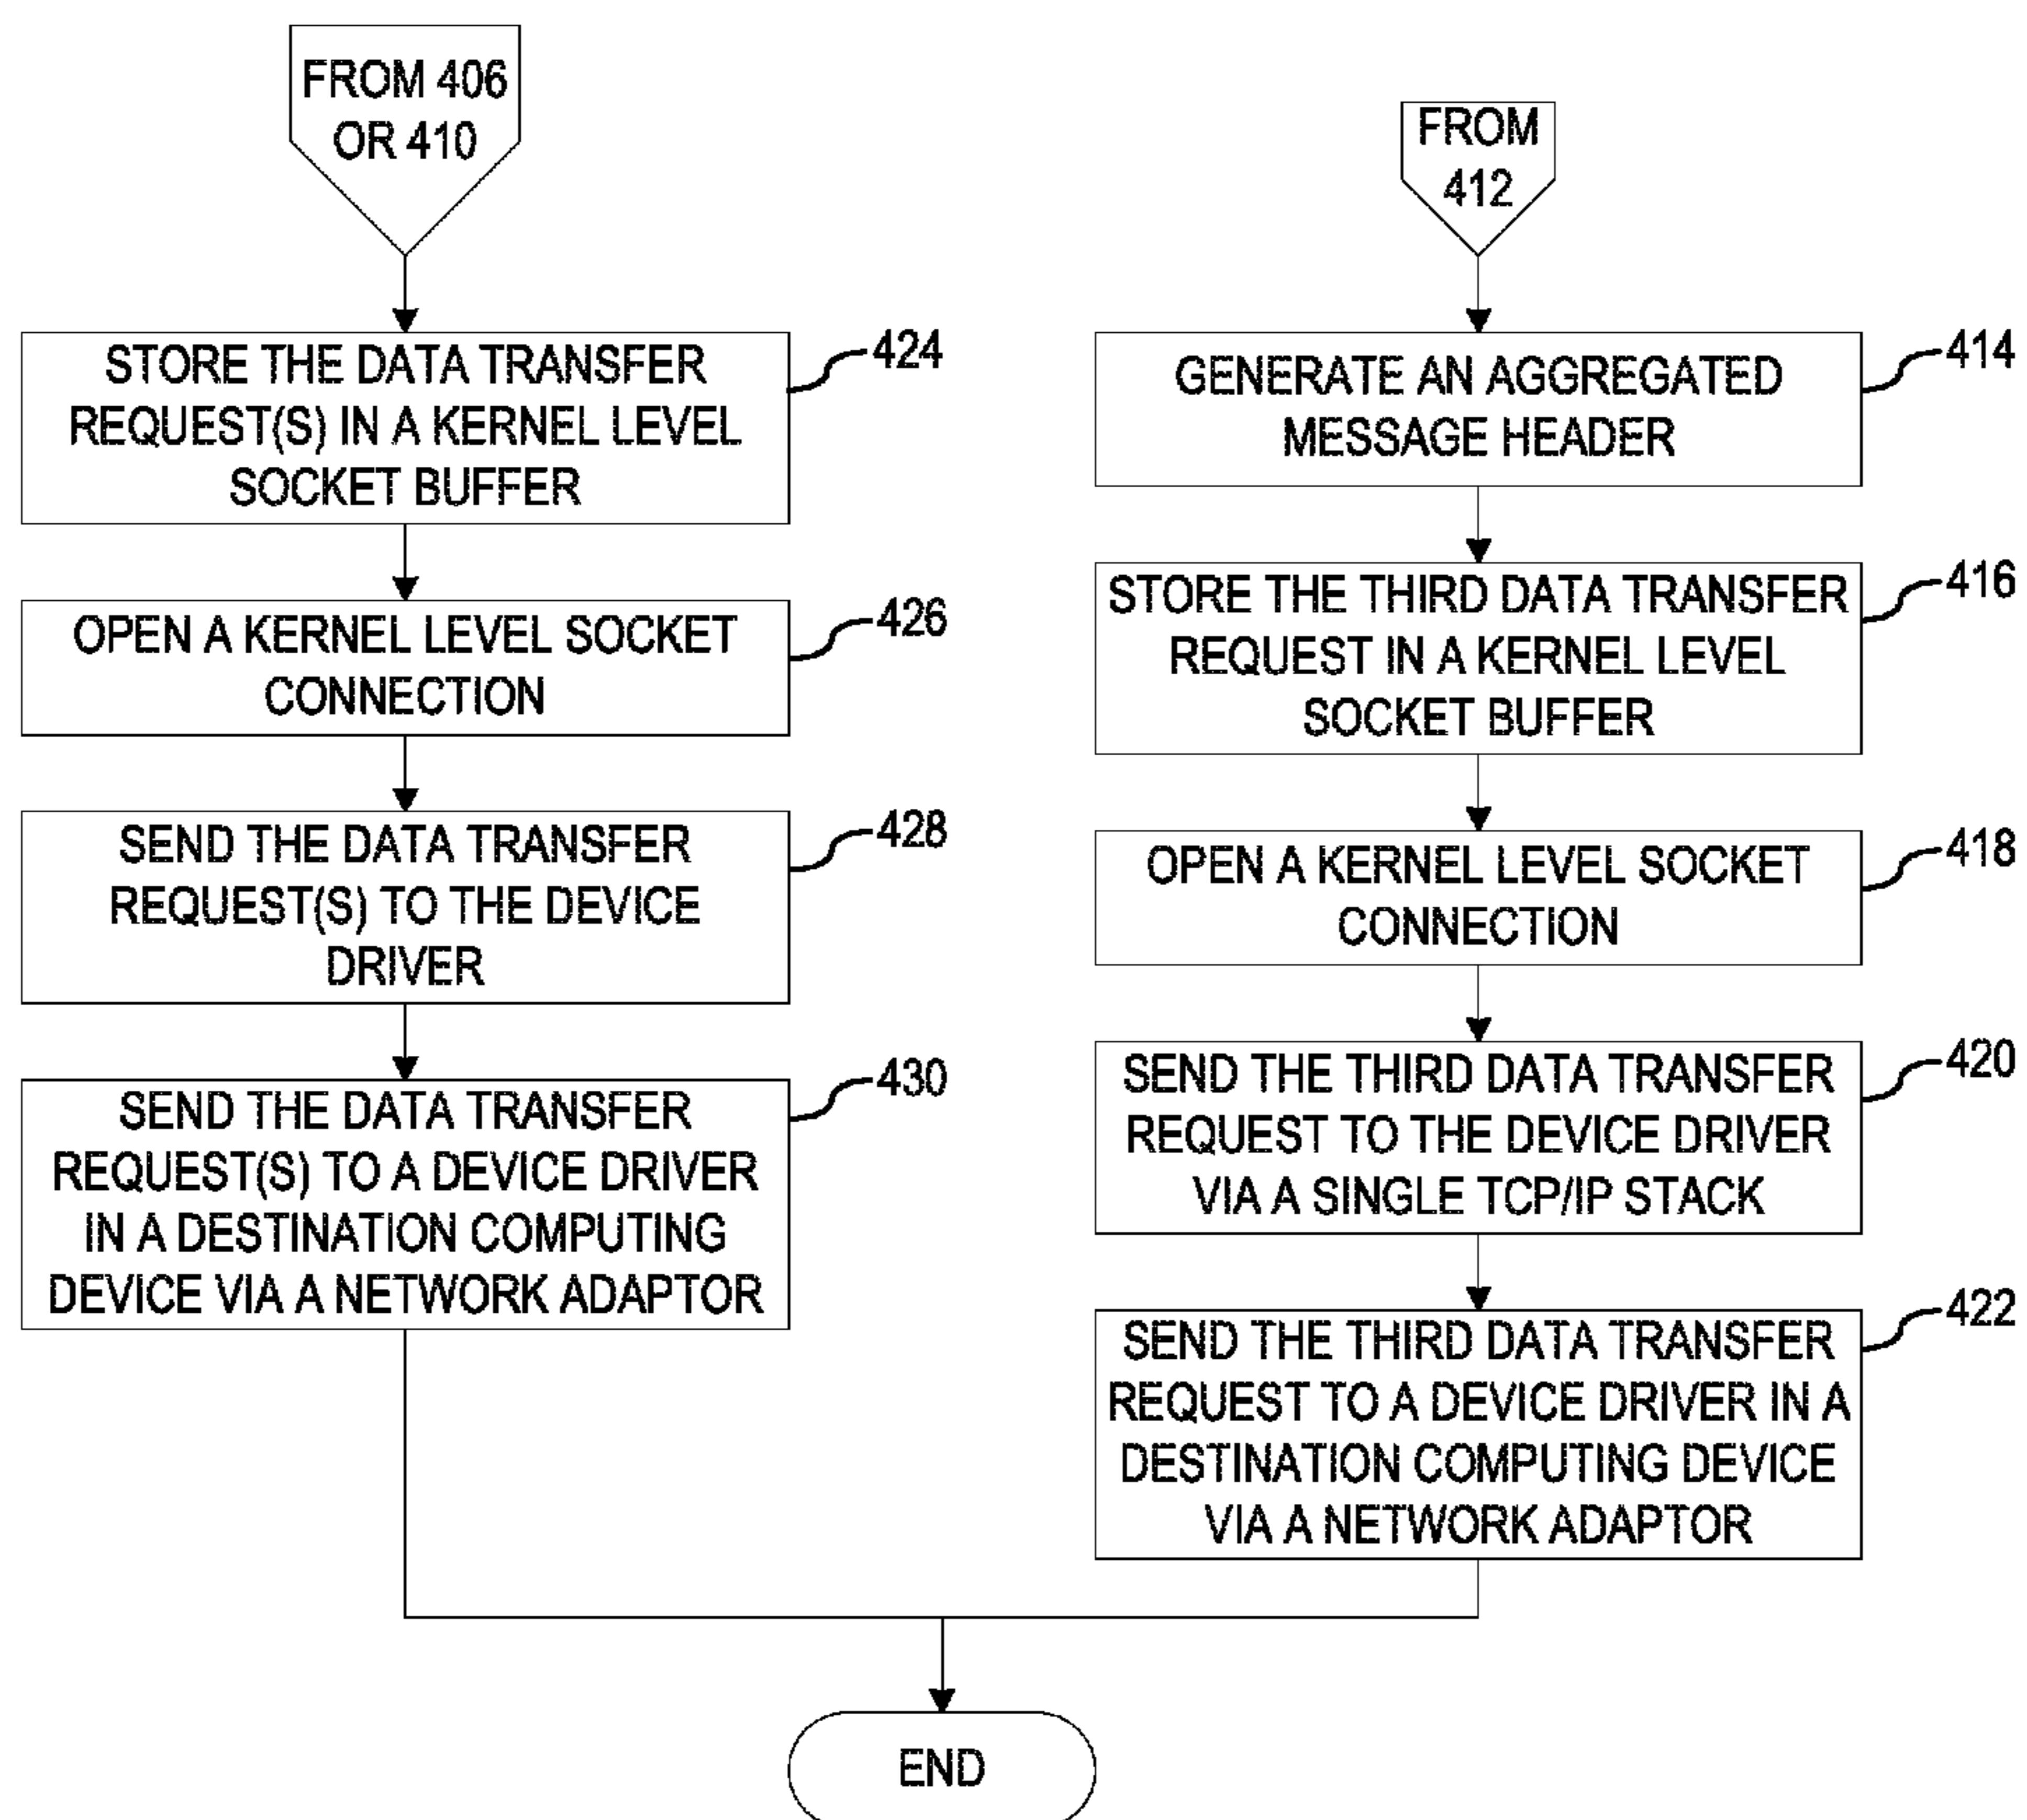 FROM 406
OR 410
STORE THE DATA TRANSFER
REQUEST(S) IN A KERNEL LEVEL
SOCKET BUFFER
424
OPEN A KERNEL LEVEL SOCKET
CONNECTION
426
SEND THE DATA TRANSFER
REQUEST(S) TO THE DEVICE
DRIVER
428
SEND THE DATA TRANSFER
REQUEST(S) TO A DEVICE DRIVER
IN A DESTINATION COMPUTING
DEVICE VIA A NETWORK ADAPTOR
430
FROM
412
GENERATE AN AGGREGATED
MESSAGE HEADER
414
STORE THE THIRD DATA TRANSFER
REQUEST IN A KERNEL LEVEL
SOCKET BUFFER
416
OPEN A KERNEL LEVEL SOCKET
CONNECTION
418
SEND THE THIRD DATA TRANSFER
REQUEST TO THE DEVICE DRIVER
VIA A SINGLE TCP/IP STACK
420
SEND THE THIRD DATA TRANSFER
REQUEST TO A DEVICE DRIVER IN A
DESTINATION COMPUTING DEVICE
VIA A NETWORK ADAPTOR
422
END